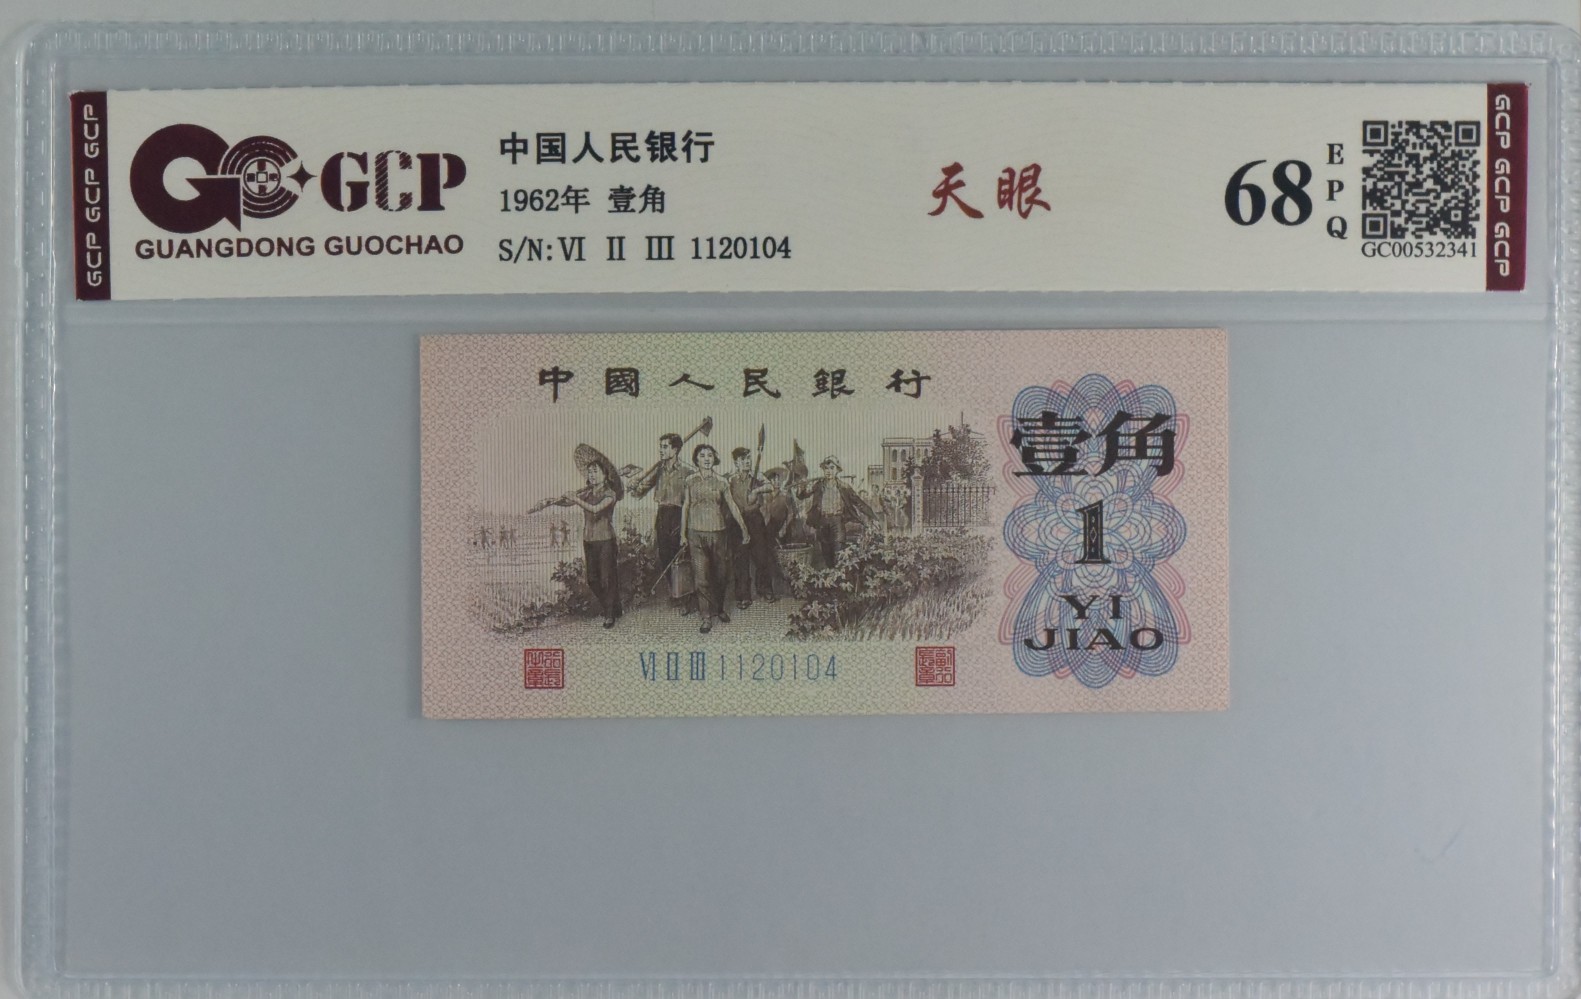 GCP GCP GCP
GCP
GUANGDONG GUOCHAO
中国人民银行
1962年 壹角
S/N: VI II III 1120104
天眼
68
EPQ
GC00532341
GCP GCP GCP
中國人民銀行
壹角
1
YI
JIAO
VI II III 1120104